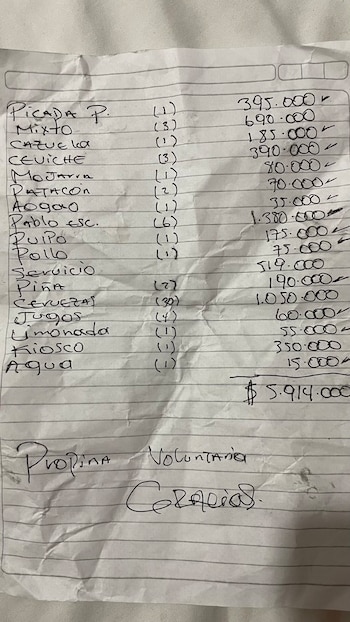 Picada P. (1) 395.000
Mixto (3) 690.000
Cazuela (1) 185.000
Ceviche (3) 390.000
Mojarra (1) 80.000
Patacon (2) 70.000
Aogao (1) 35.000
Pablo esc. (6) 1.380.000
Pulpo (1) 175.000
Pollo (1) 75.000
Servicio 519.000
Piña (2) 190.000
Cervezas (30) 1.050.000
Jugos (4) 60.000
Limonada (1) 55.000
Kiosco (1) 350.000
Agua (1) 15.000
$ 5.914.000
Propina Voluntaria
Gracias.